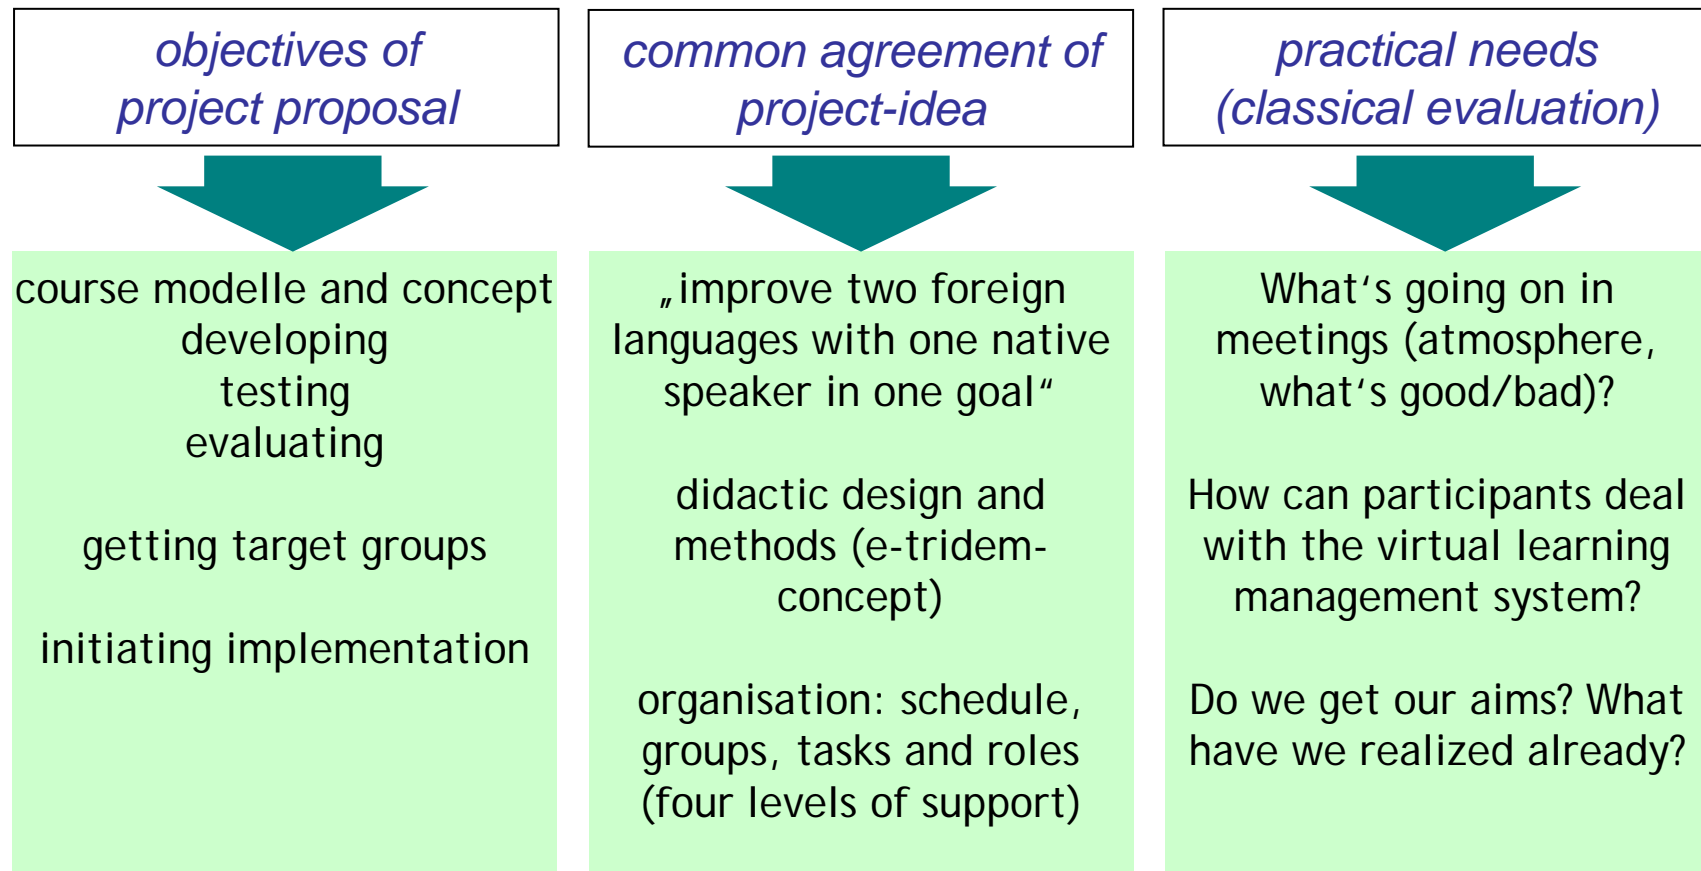 objectives of
project proposal
common agreement of
project-idea
practical needs
(classical evaluation)
course modelle and concept
developing
testing
evaluating
getting target groups
initiating implementation
„improve two foreign
languages with one native
speaker in one goal“
didactic design and
methods (e-tridem-
concept)
organisation: schedule,
groups, tasks and roles
(four levels of support)
What‘s going on in
meetings (atmosphere,
what‘s good/bad)?
How can participants deal
with the virtual learning
management system?
Do we get our aims? What
have we realized already?